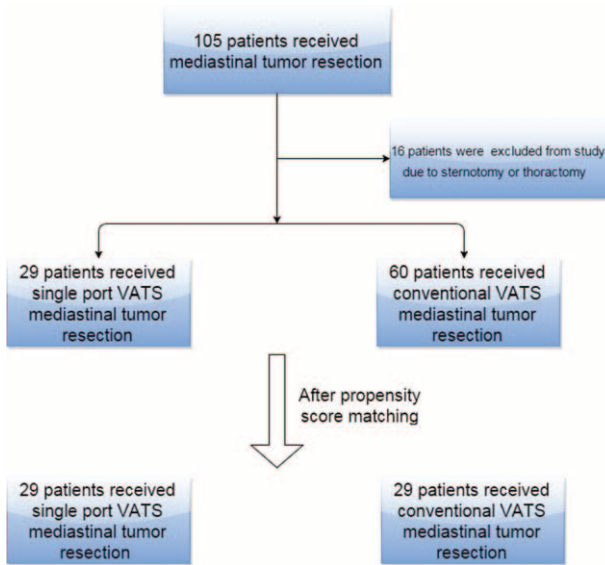 105 patients received
mediastinal tumor resection
16 patients were excluded from study
due to sternotomy or thoractomy
29 patients received
single port VATS
mediastinal tumor
resection
60 patients received
conventional VATS
mediastinal tumor
resection
After propensity
score matching
29 patients received
single port VATS
mediastinal tumor
resection
29 patients received
conventional VATS
mediastinal tumor
resection